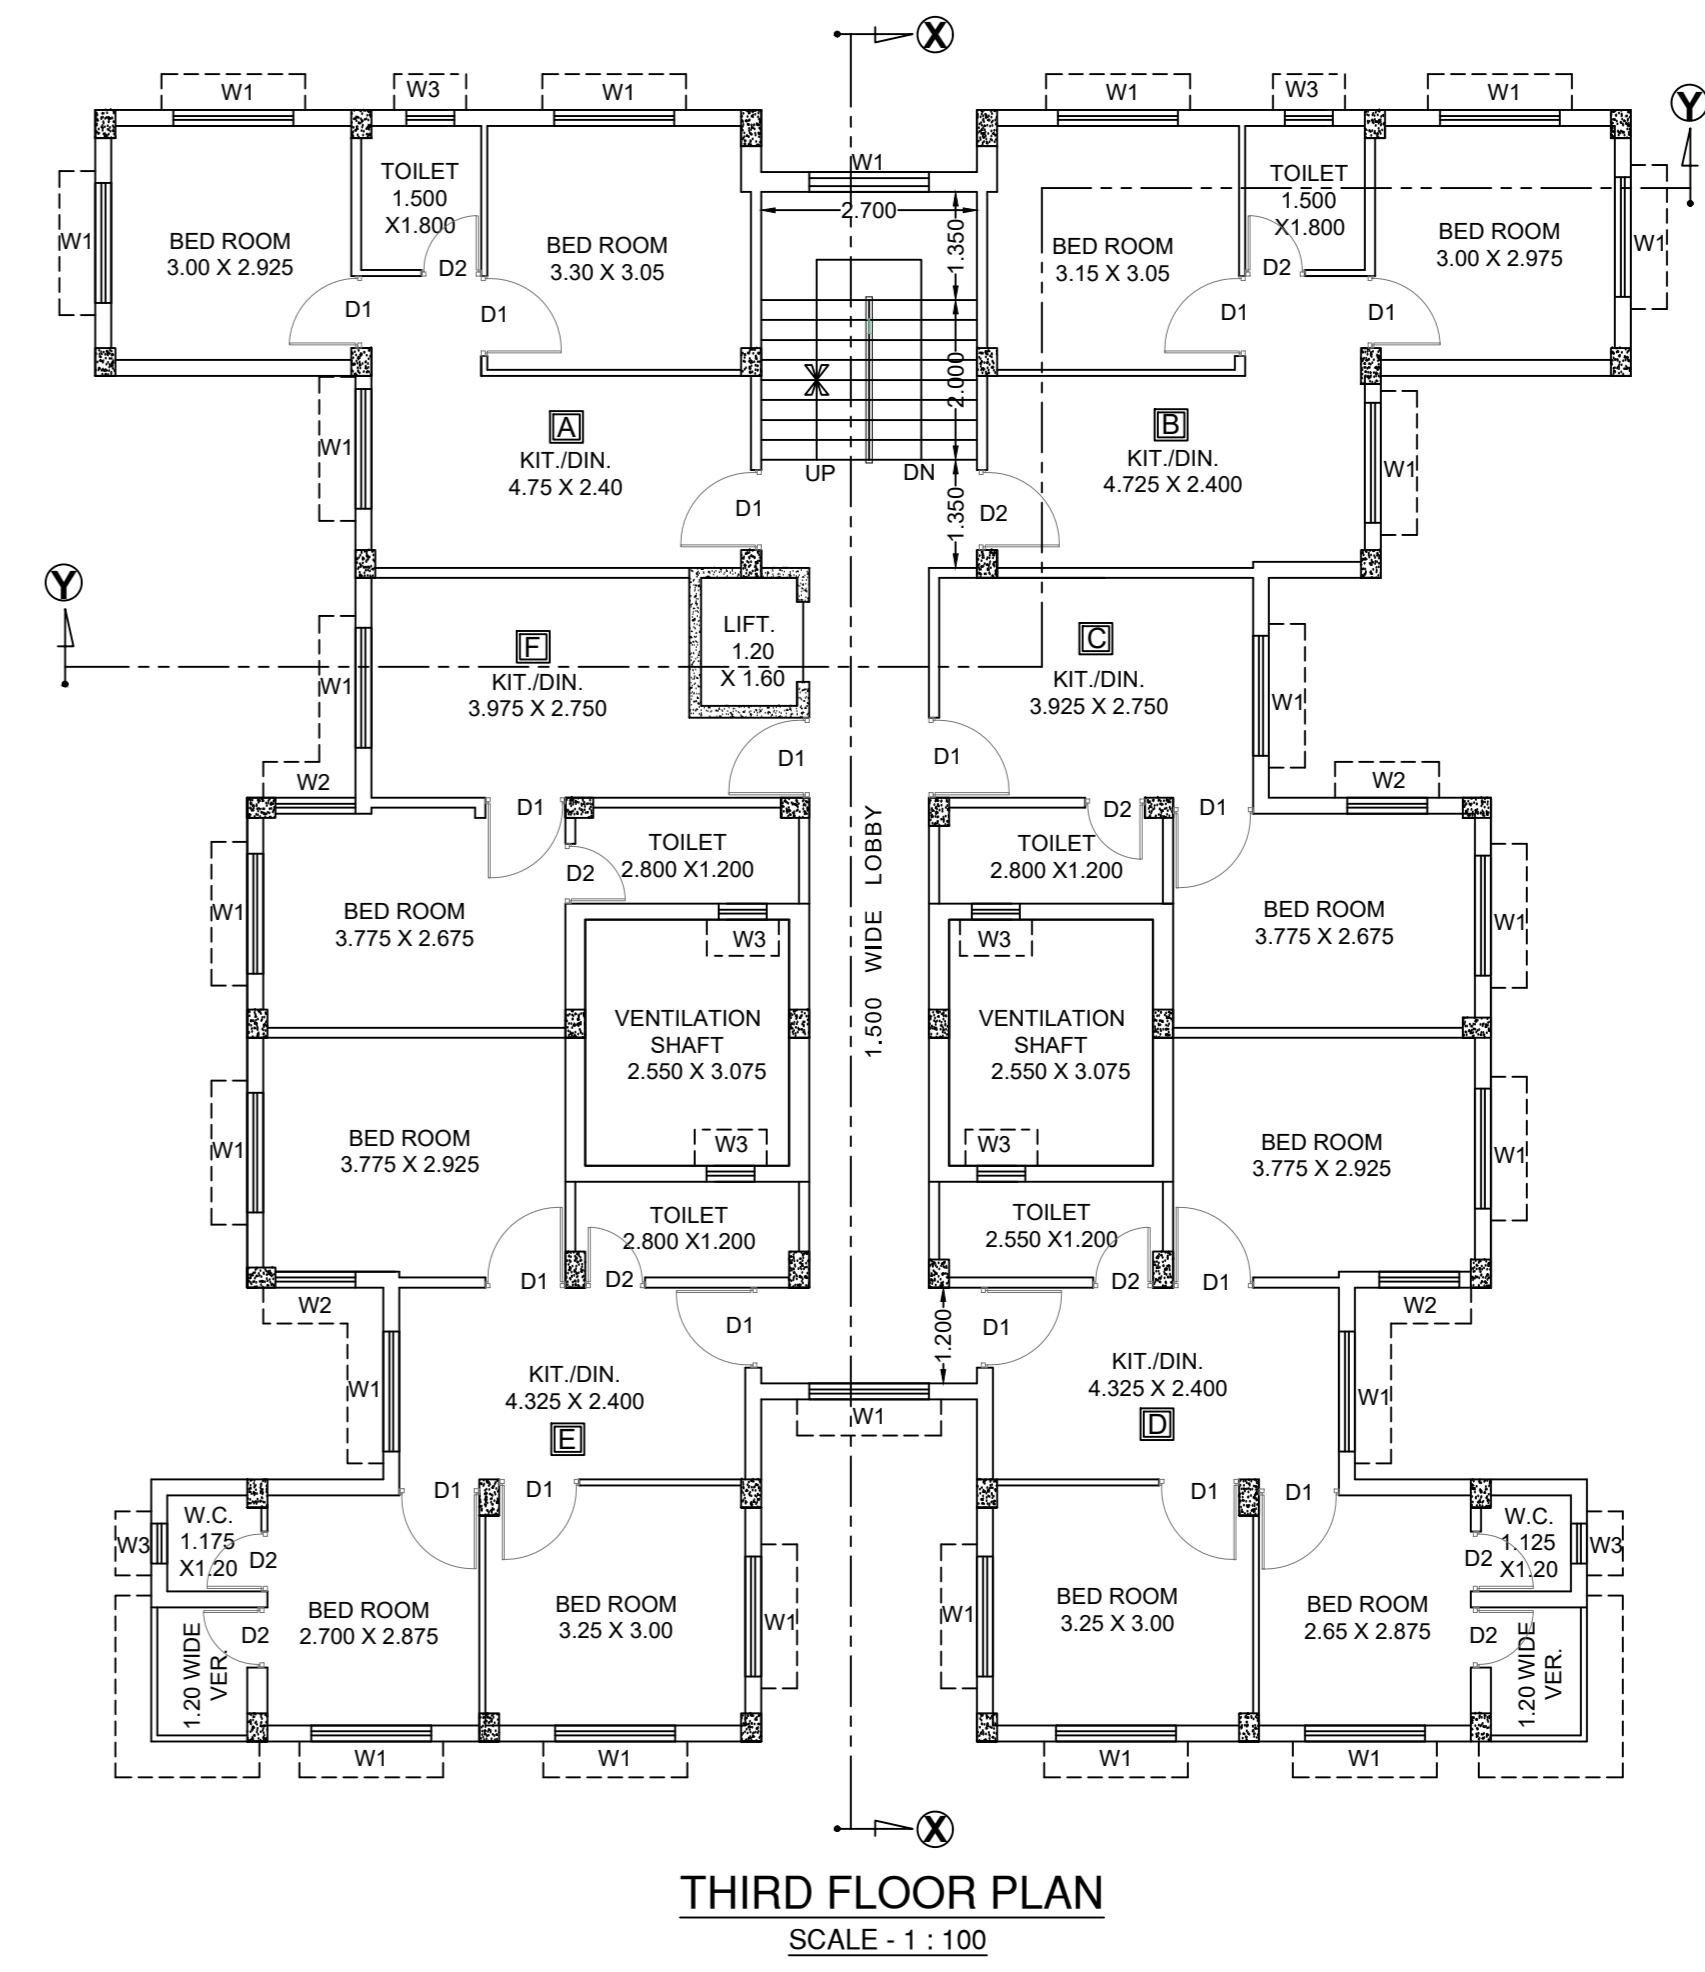 X
W1
W3
W1
W1
W3
W1
Y
W1
TOILET
1.500
X1.800
TOILET
1.500
X1.800
2.700
W1
BED ROOM
3.00 X 2.925
BED ROOM
3.30 X 3.05
1.350
BED ROOM
3.15 X 3.05
BED ROOM
3.00 X 2.975
W1
D2
D2
D1
D1
D1
D1
2.000
W1
A
KIT./DIN.
4.75 X 2.40
B
KIT./DIN.
4.725 X 2.400
W1
UP
DN
D1
1.350
D2
Y
F
KIT./DIN.
3.975 X 2.750
LIFT.
1.20
X 1.60
C
KIT./DIN.
3.925 X 2.750
W1
W1
D1
D1
W2
W2
D1
D2
D1
TOILET
2.800 X1.200
TOILET
2.800 X1.200
D2
1.500 WIDE LOBBY
W1
BED ROOM
3.775 X 2.675
BED ROOM
3.775 X 2.675
W1
W3
W3
VENTILATION
SHAFT
2.550 X 3.075
VENTILATION
SHAFT
2.550 X 3.075
W1
BED ROOM
3.775 X 2.925
W3
W3
BED ROOM
3.775 X 2.925
W1
TOILET
2.800 X1.200
TOILET
2.550 X1.200
D1
D2
D2
D1
W2
W2
D1
1.200
D1
W1
KIT./DIN.
4.325 X 2.400
E
KIT./DIN.
4.325 X 2.400
D
W1
W1
D1
D1
D1
D1
W3
W.C.
1.175
X1.20
D2
D2
W.C.
1.125
X1.20
W3
1.20 WIDE
VER.
D2
BED ROOM
2.700 X 2.875
BED ROOM
3.25 X 3.00
W1
W1
BED ROOM
3.25 X 3.00
BED ROOM
2.65 X 2.875
D2
1.20 WIDE
VER.
W1
W1
W1
W1
X
THIRD FLOOR PLAN
SCALE - 1 : 100